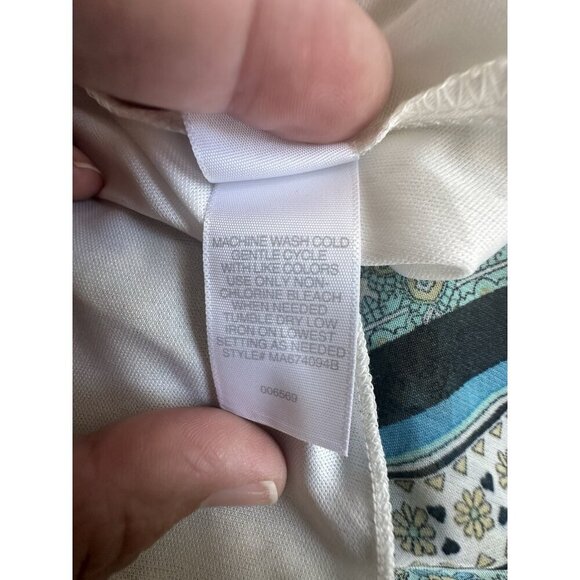 MACHINE WASH COLD
GENTLE CYCLE
WITH LIKE COLORS
USE ONLY NON-
CHLORINE BLEACH
WHEN NEEDED
TUMBLE DRY LOW
IRON ON LOWEST
SETTING AS NEEDED
STYLE# MA674094B
006569